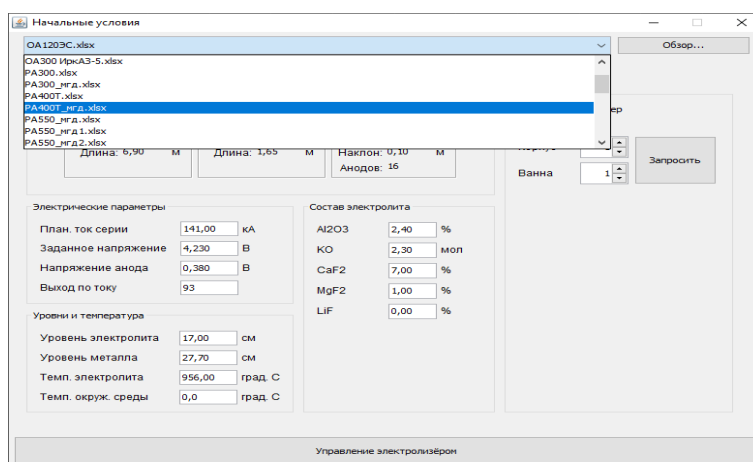 Начальные условия
ОА120ЭС.xlsx
Обзор...
ОА300 ИркАЗ-5.xlsx
РА300.xlsx
РА300_мгд.xlsx
РА400Т.xlsx
РА400Т_мгд.xlsx
РА550_мгд.xlsx
РА550_мгд1.xlsx
РА550_мгд2.xlsx
Длина: 6,90 м Длина: 1,65 м Наклон: 0,10 м
Анодов: 16
Ванна 1
Запросить
Электрические параметры
План. ток серии 141,00 кА
Заданное напряжение 4,230 В
Напряжение анода 0,380 В
Выход по току 93
Состав электролита
Al2O3 2,40 %
КО 2,30 мол
CaF2 7,00 %
MgF2 1,00 %
LiF 0,00 %
Уровни и температура
Уровень электролита 17,00 см
Уровень металла 27,70 см
Темп. электролита 956,00 град. С
Темп. окруж. среды 0,0 град. С
Управление электролизёром